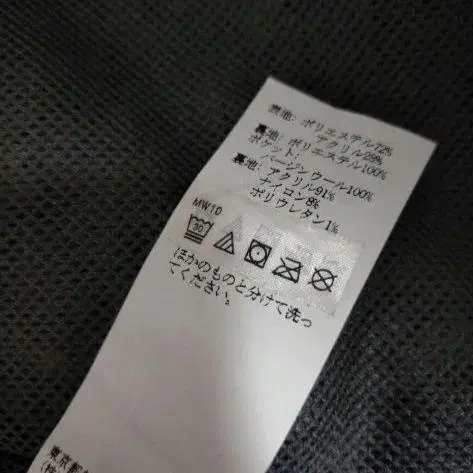 表地: ポリエステル72%
アクリル28%
裏地: ポリエステル100%
ポケット:
バージンウール100%
裏地: アクリル91%
ナイロン8%
ポリウレタン1%
MW10
30
ほかのものと分けて洗っ
てください。
東京都